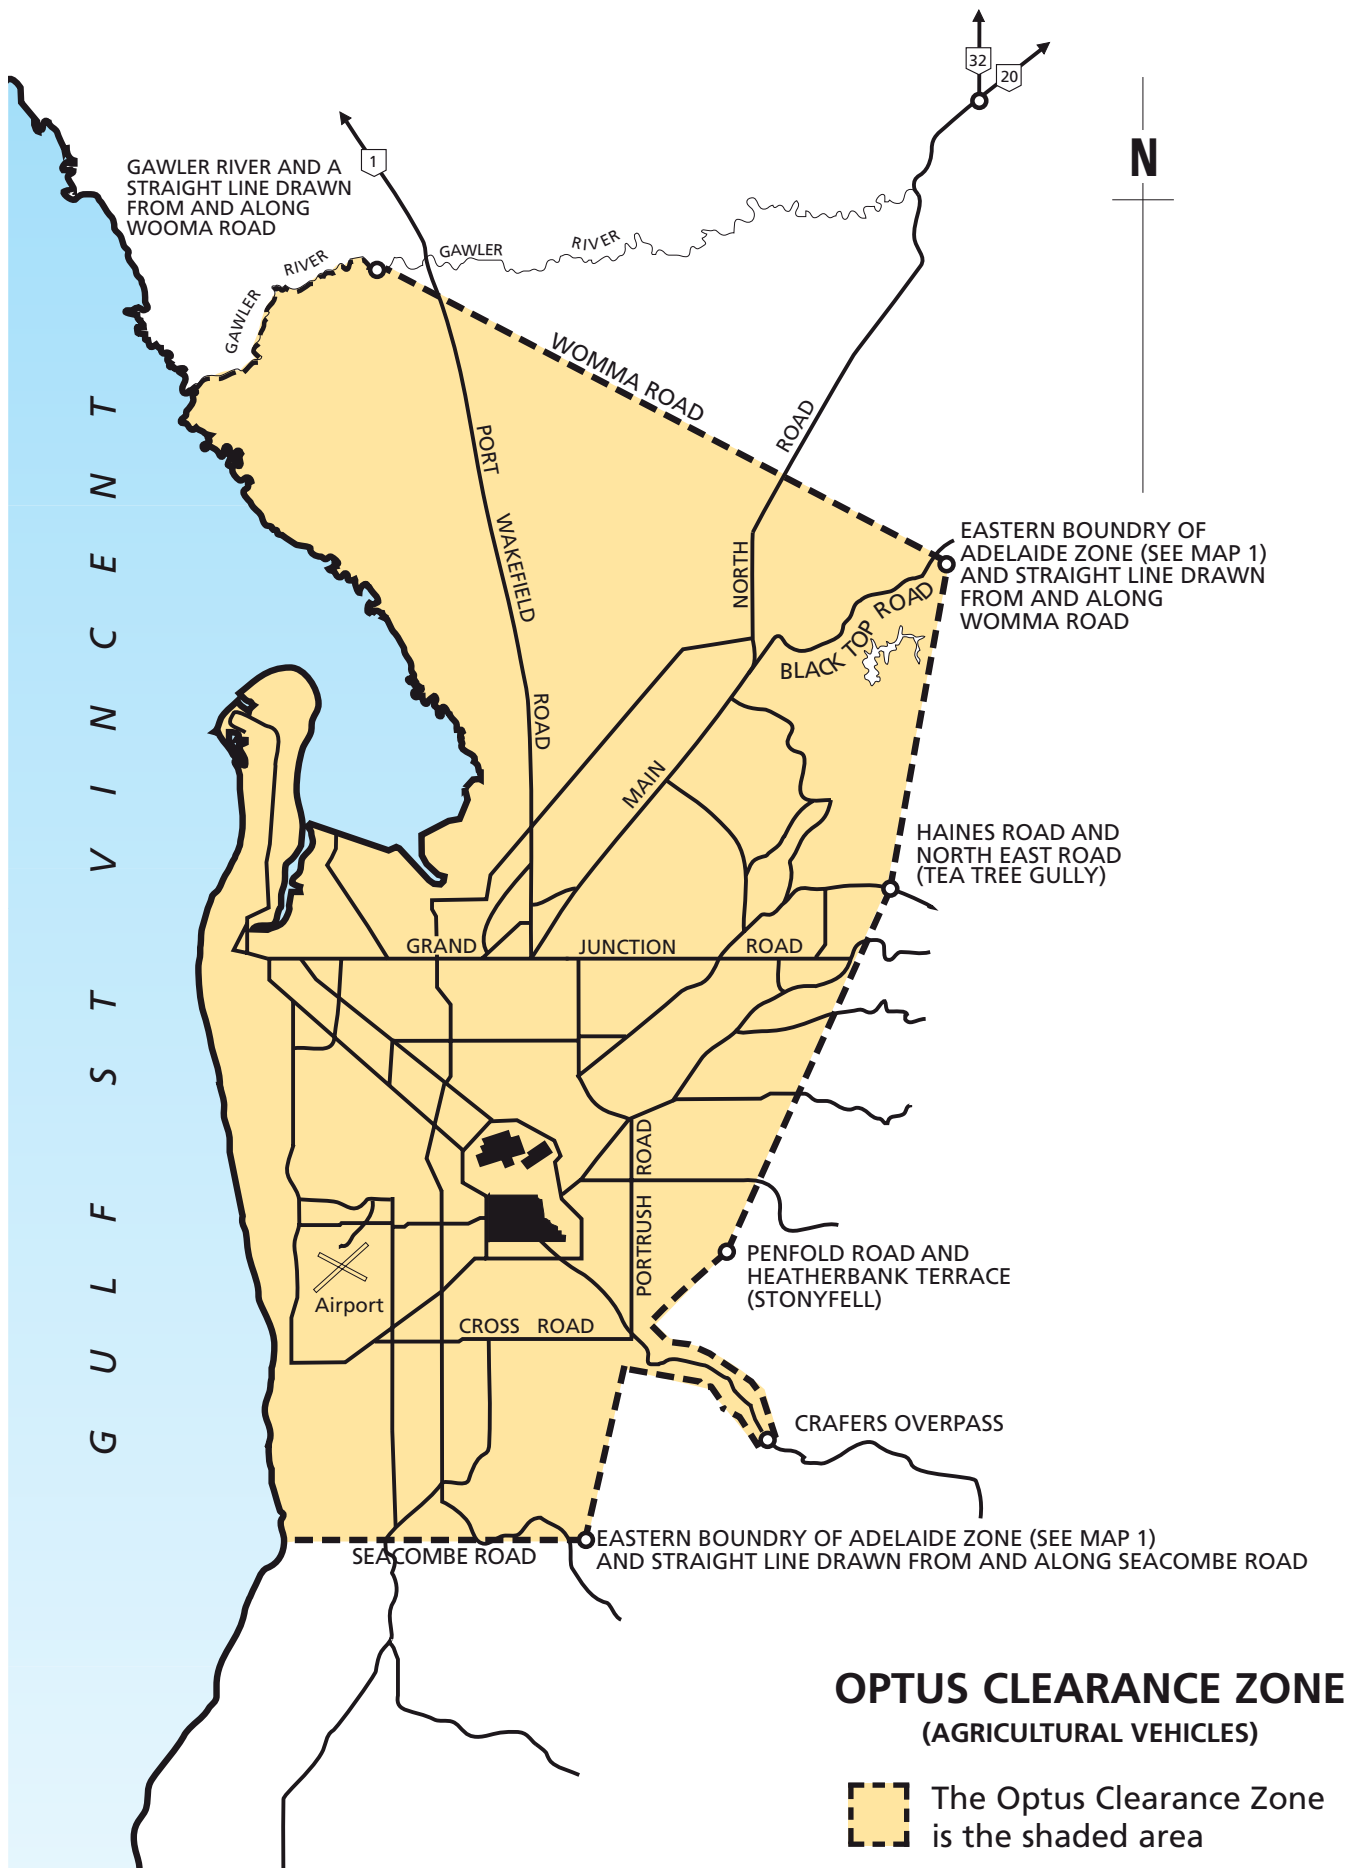 32
20
1
N
GAWLER RIVER AND A
STRAIGHT LINE DRAWN
FROM AND ALONG
WOOMA ROAD
GAWLER RIVER
GAWLER RIVER
WOMMA ROAD
PORT WAKEFIELD ROAD
NORTH ROAD
MAIN
BLACK TOP ROAD
EASTERN BOUNDRY OF
ADELAIDE ZONE (SEE MAP 1)
AND STRAIGHT LINE DRAWN
FROM AND ALONG
WOMMA ROAD
GULF ST VINCENT
HAINES ROAD AND
NORTH EAST ROAD
(TEA TREE GULLY)
GRAND JUNCTION ROAD
PORTRUSH ROAD
PENFOLD ROAD AND
HEATHERBANK TERRACE
(STONYFELL)
Airport
CROSS ROAD
CRAFERS OVERPASS
SEACOMBE ROAD
EASTERN BOUNDRY OF ADELAIDE ZONE (SEE MAP 1)
AND STRAIGHT LINE DRAWN FROM AND ALONG SEACOMBE ROAD
OPTUS CLEARANCE ZONE
(AGRICULTURAL VEHICLES)
The Optus Clearance Zone
is the shaded area